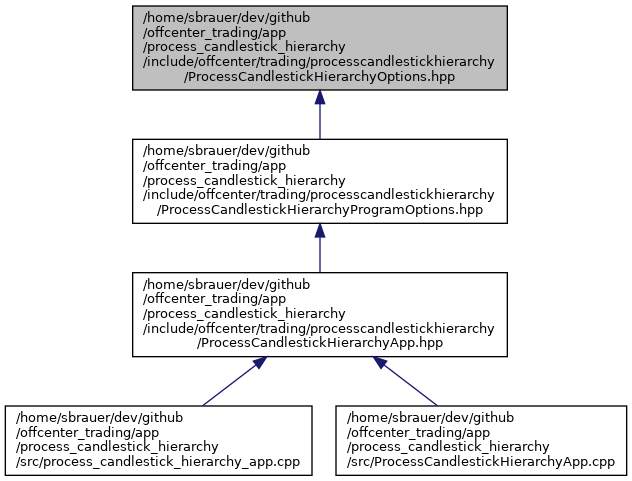 /home/sbrauer/dev/github
/offcenter_trading/app
/process_candlestick_hierarchy
/include/offcenter/trading/processcandlestickhierarchy
/ProcessCandlestickHierarchyOptions.hpp
/home/sbrauer/dev/github
/offcenter_trading/app
/process_candlestick_hierarchy
/include/offcenter/trading/processcandlestickhierarchy
/ProcessCandlestickHierarchyProgramOptions.hpp
/home/sbrauer/dev/github
/offcenter_trading/app
/process_candlestick_hierarchy
/include/offcenter/trading/processcandlestickhierarchy
/ProcessCandlestickHierarchyApp.hpp
/home/sbrauer/dev/github
/offcenter_trading/app
/process_candlestick_hierarchy
/src/process_candlestick_hierarchy_app.cpp
/home/sbrauer/dev/github
/offcenter_trading/app
/process_candlestick_hierarchy
/src/ProcessCandlestickHierarchyApp.cpp